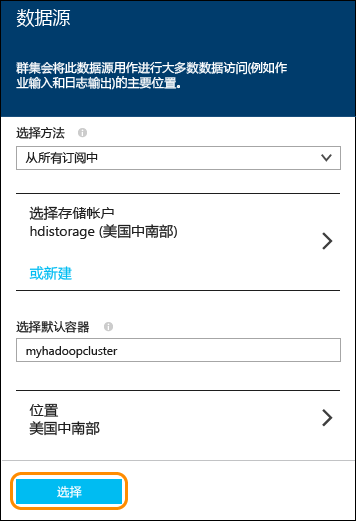 数据源
群集会将此数据源用作进行大多数数据访问(例如作
业输入和日志输出)的主要位置。
选择方法
从所有订阅中
选择存储帐户
hdistorage (美国中南部)
或新建
选择默认容器
myhadoopcluster
位置
美国中南部
选择